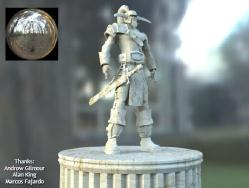 Thanks:
Andrew Gilmour
Alan King
Marcos Fajardo